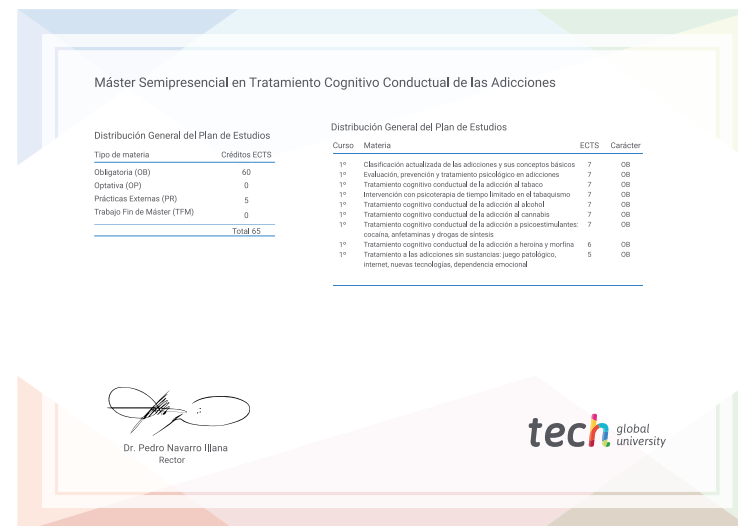 Máster Semipresencial en Tratamiento Cognitivo Conductual de las Adicciones
Distribución General del Plan de Estudios
Tipo de materia Créditos ECTS
Obligatoria (OB) 60
Optativa (OP) 0
Prácticas Externas (PR) 5
Trabajo Fin de Máster (TFM) 0
Total 65
Distribución General del Plan de Estudios
Curso Materia ECTS Carácter
1º Clasificación actualizada de las adicciones y sus conceptos básicos 7 OB
1º Evaluación, prevención y tratamiento psicológico en adicciones 7 OB
1º Tratamiento cognitivo conductual de la adicción al tabaco 7 OB
1º Intervención con psicoterapia de tiempo limitado en el tabaquismo 7 OB
1º Tratamiento cognitivo conductual de la adicción al alcohol 7 OB
1º Tratamiento cognitivo conductual de la adicción al cannabis 7 OB
1º Tratamiento cognitivo conductual de la adicción a psicoestimulantes: 7 OB
cocaína, anfetaminas y drogas de síntesis
1º Tratamiento cognitivo conductual de la adicción a heroína y morfina 6 OB
1º Tratamiento a las adicciones sin sustancias: juego patológico, 5 OB
internet, nuevas tecnologías, dependencia emocional
Dr. Pedro Navarro Illana
Rector
tech global
university